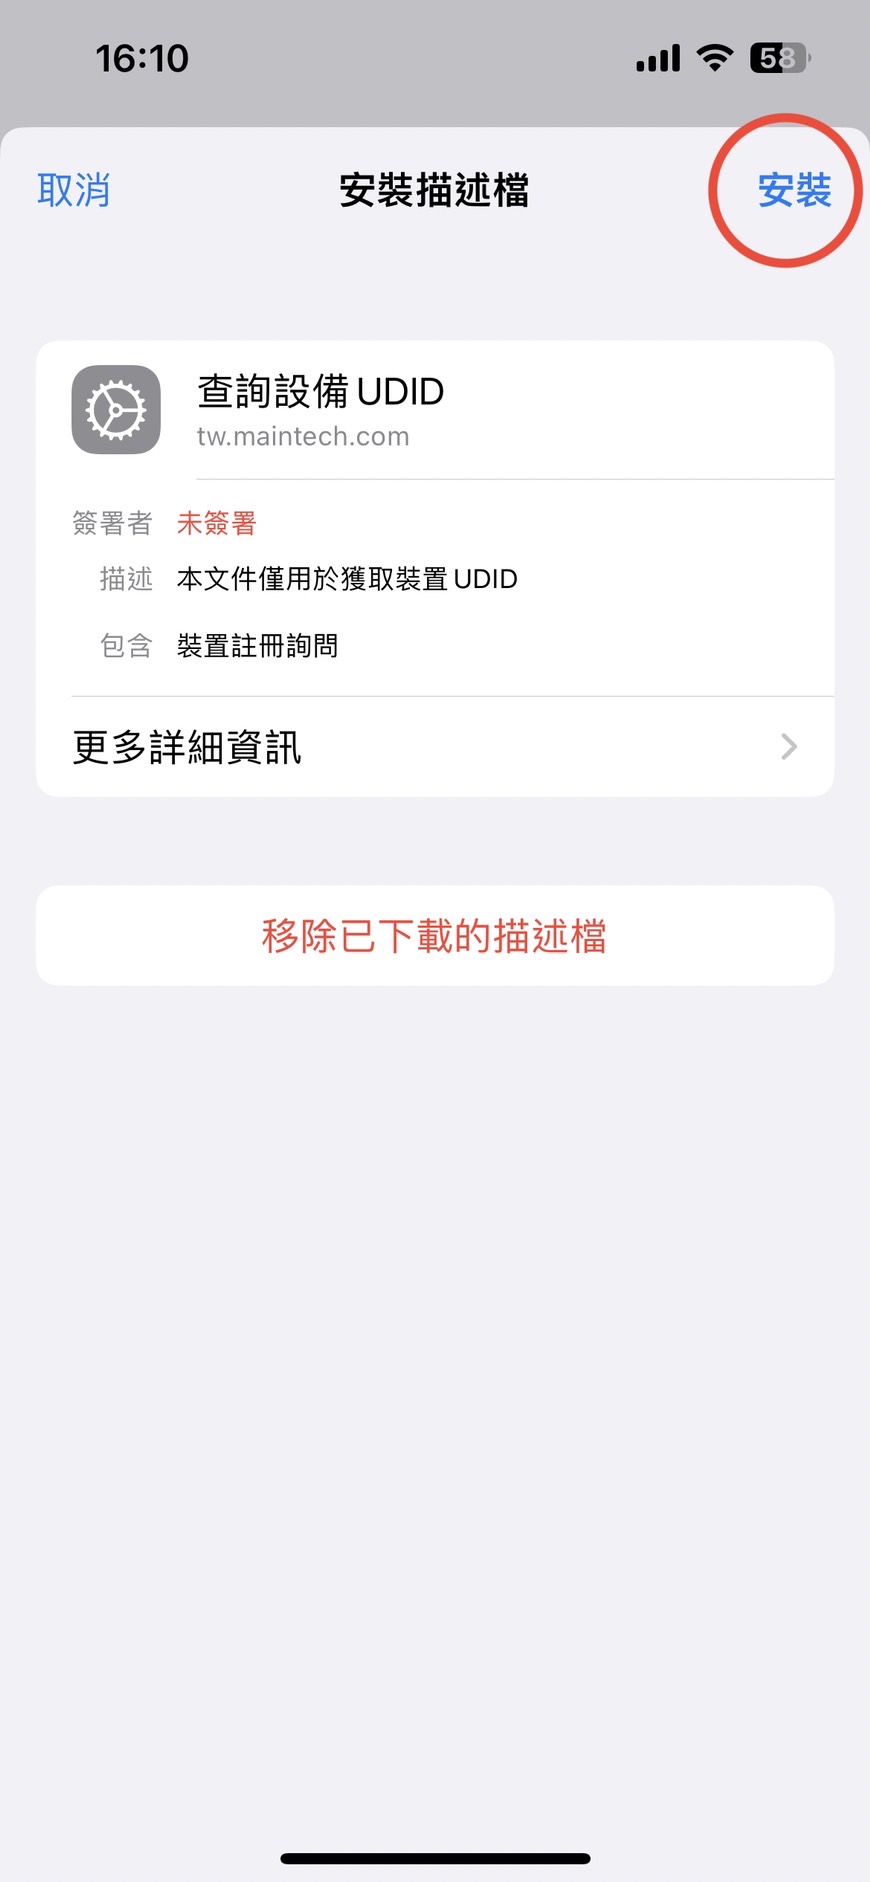 16:10
58
取消
安裝描述檔
安裝
查詢設備 UDID
tw.maintech.com
簽署者 未簽署
描述 本文件僅用於獲取裝置 UDID
包含 裝置註冊詢問
更多詳細資訊
移除已下載的描述檔